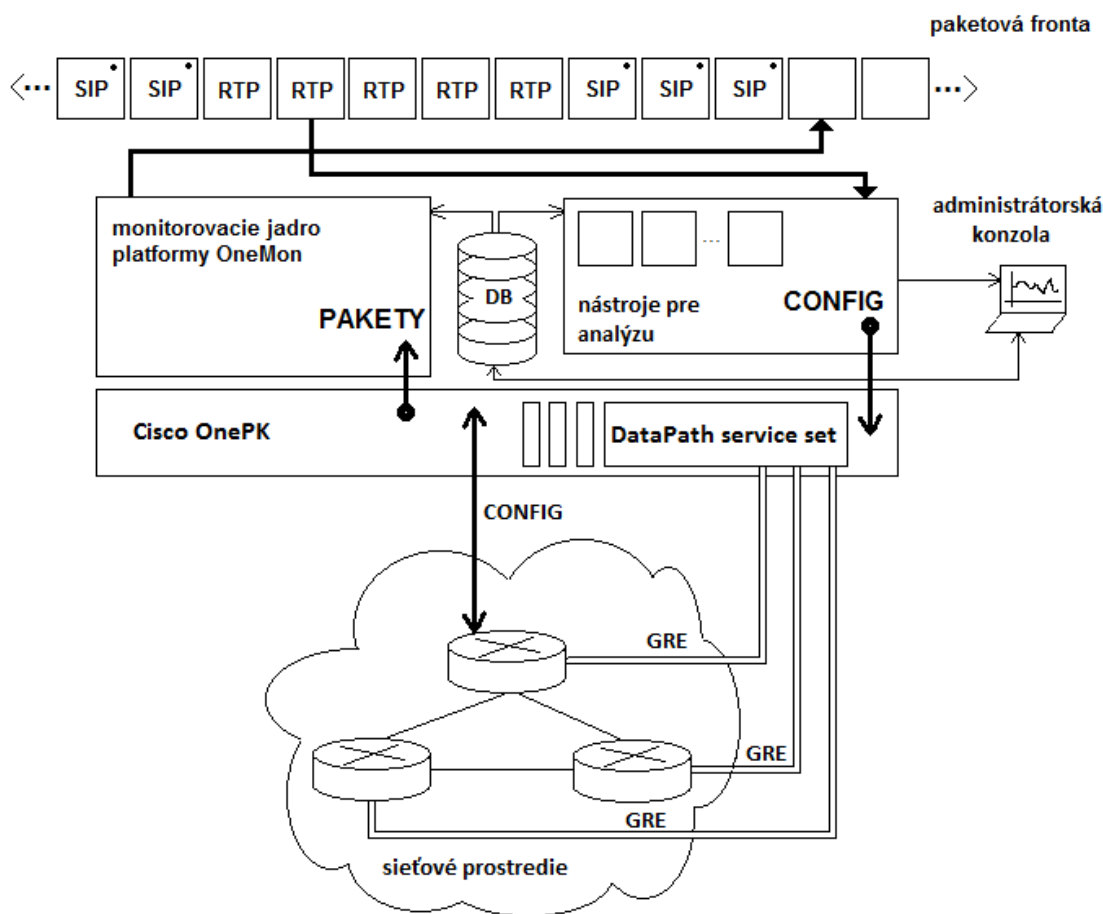 paketová fronta
... SIP SIP RTP RTP RTP RTP RTP SIP SIP SIP ...
monitorovacie jadro
platformy OneMon
PAKETY
DB
...
nástroje pre
analýzu
CONFIG
administrátorská
konzola
Cisco OnePK
DataPath service set
CONFIG
GRE
GRE
GRE
sieťové prostredie